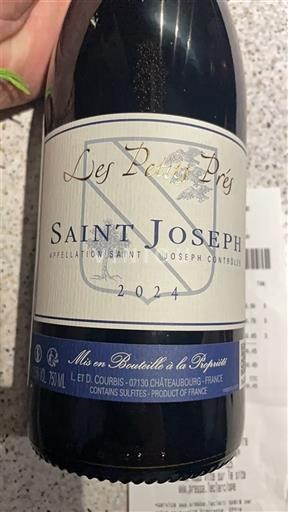 Les Petits Prés
SAINT JOSEPH
APPELLATION SAINT JOSEPH CONTRÔLÉE
2024
Mis en Bouteille à la Propriété
L. ET D. COURBIS - 07130 CHÂTEAUBOURG - FRANCE
CONTAINS SULFITES - PRODUCT OF FRANCE
VOL. 750 ML